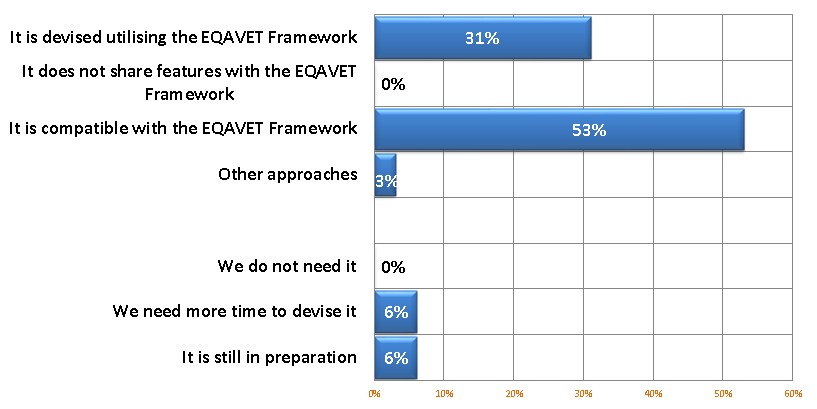 It is devised utilising the EQAVET Framework
31%
It does not share features with the EQAVET
Framework
0%
It is compatible with the EQAVET Framework
53%
Other approaches
3%
We do not need it
0%
We need more time to devise it
6%
It is still in preparation
6%
0% 10% 20% 30% 40% 50% 60%